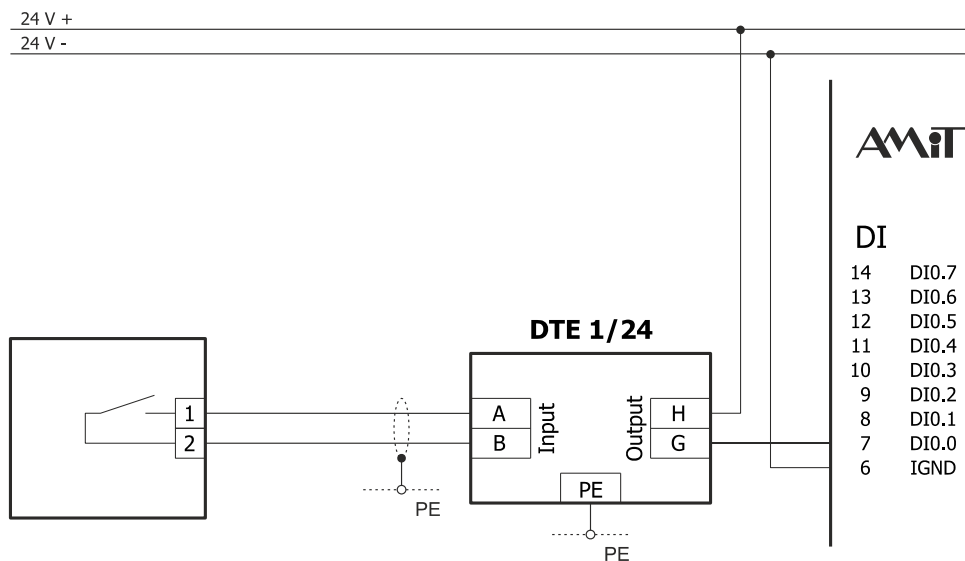 24 V +
24 V -
AMiT
DI
14 DI0.7
13 DI0.6
12 DI0.5
11 DI0.4
10 DI0.3
9 DI0.2
8 DI0.1
7 DI0.0
6 IGND
DTE 1/24
1
2
A
B
Input
Output
H
G
PE
PE
PE